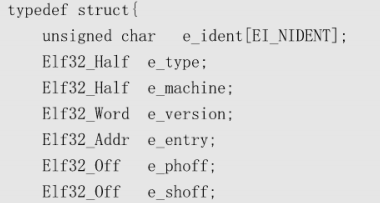 typedef struct{
    unsigned char   e_ident[EI_NIDENT];
    Elf32_Half  e_type;
    Elf32_Half  e_machine;
    Elf32_Word  e_version;
    Elf32_Addr  e_entry;
    Elf32_Off   e_phoff;
    Elf32_Off   e_shoff;